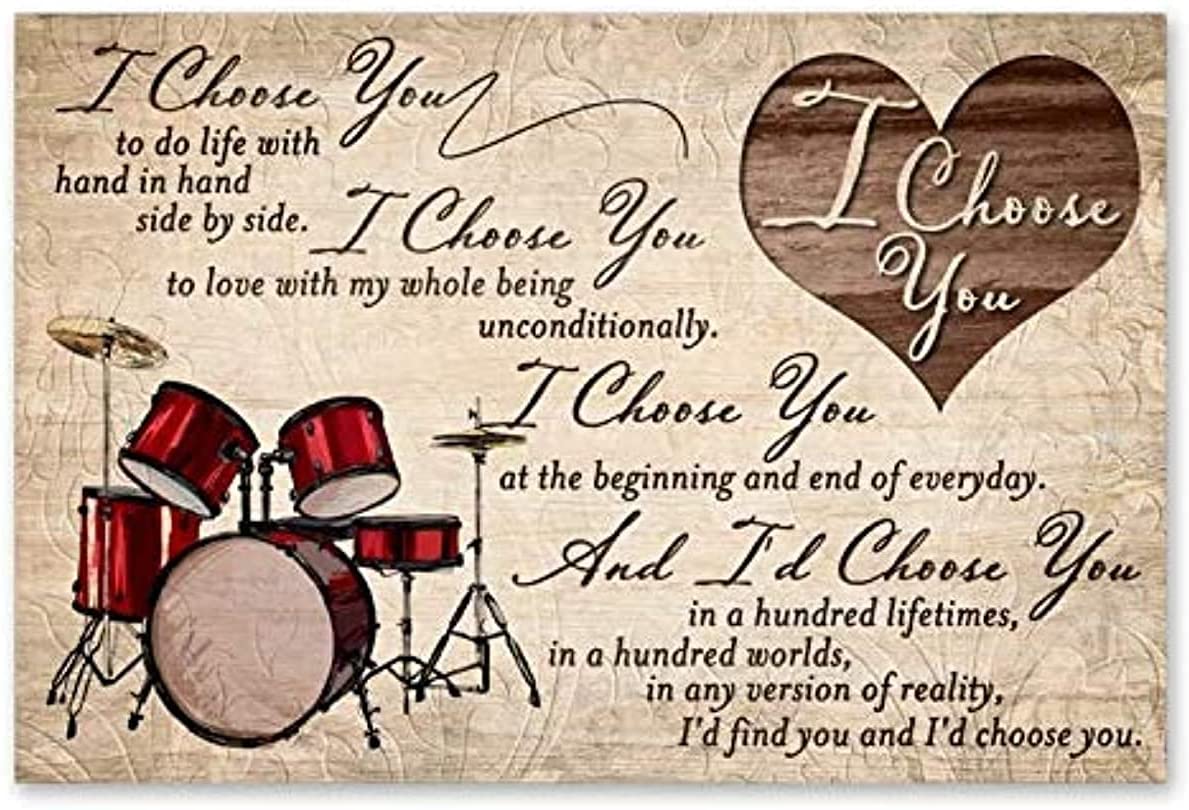 I Choose You
to do life with
hand in hand
side by side.
I Choose You
to love with my whole being
unconditionally.
I Choose You
at the beginning and end of everyday.
And I'd Choose You
in a hundred lifetimes,
in a hundred worlds,
in any version of reality,
I'd find you and I'd choose you.
I Choose
You